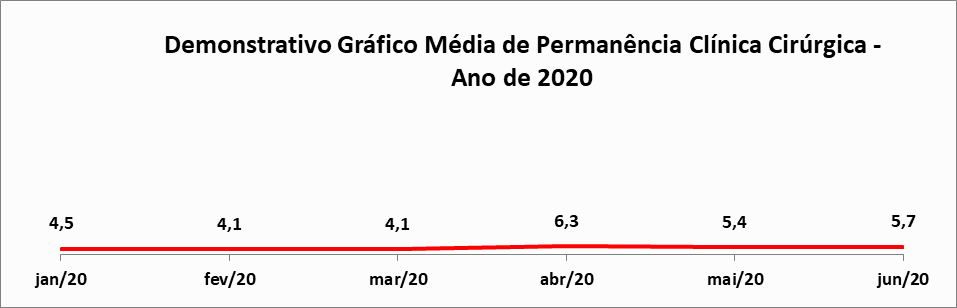 Demonstrativo Gráfico Média de Permanência Clínica Cirúrgica -
Ano de 2020
4,5 4,1 4,1 6,3 5,4 5,7
jan/20 fev/20 mar/20 abr/20 mai/20 jun/20